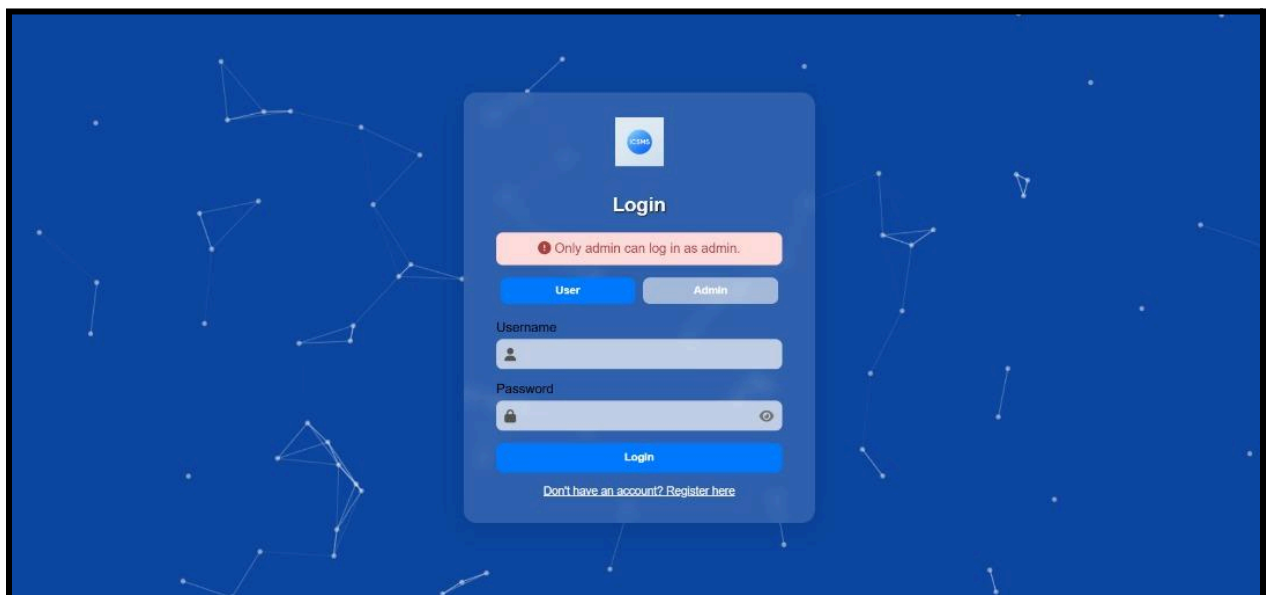 ICSMS
Login
Only admin can log in as admin.
User Admin
Username
Password
Login
Don't have an account? Register here